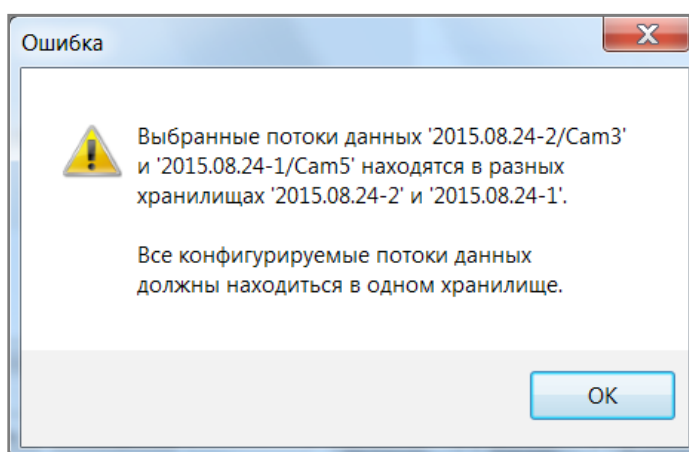 Ошибка
Выбранные потоки данных '2015.08.24-2/Cam3'
и '2015.08.24-1/Cam5' находятся в разных
хранилищах '2015.08.24-2' и '2015.08.24-1'.
Все конфигурируемые потоки данных
должны находиться в одном хранилище.
ОК